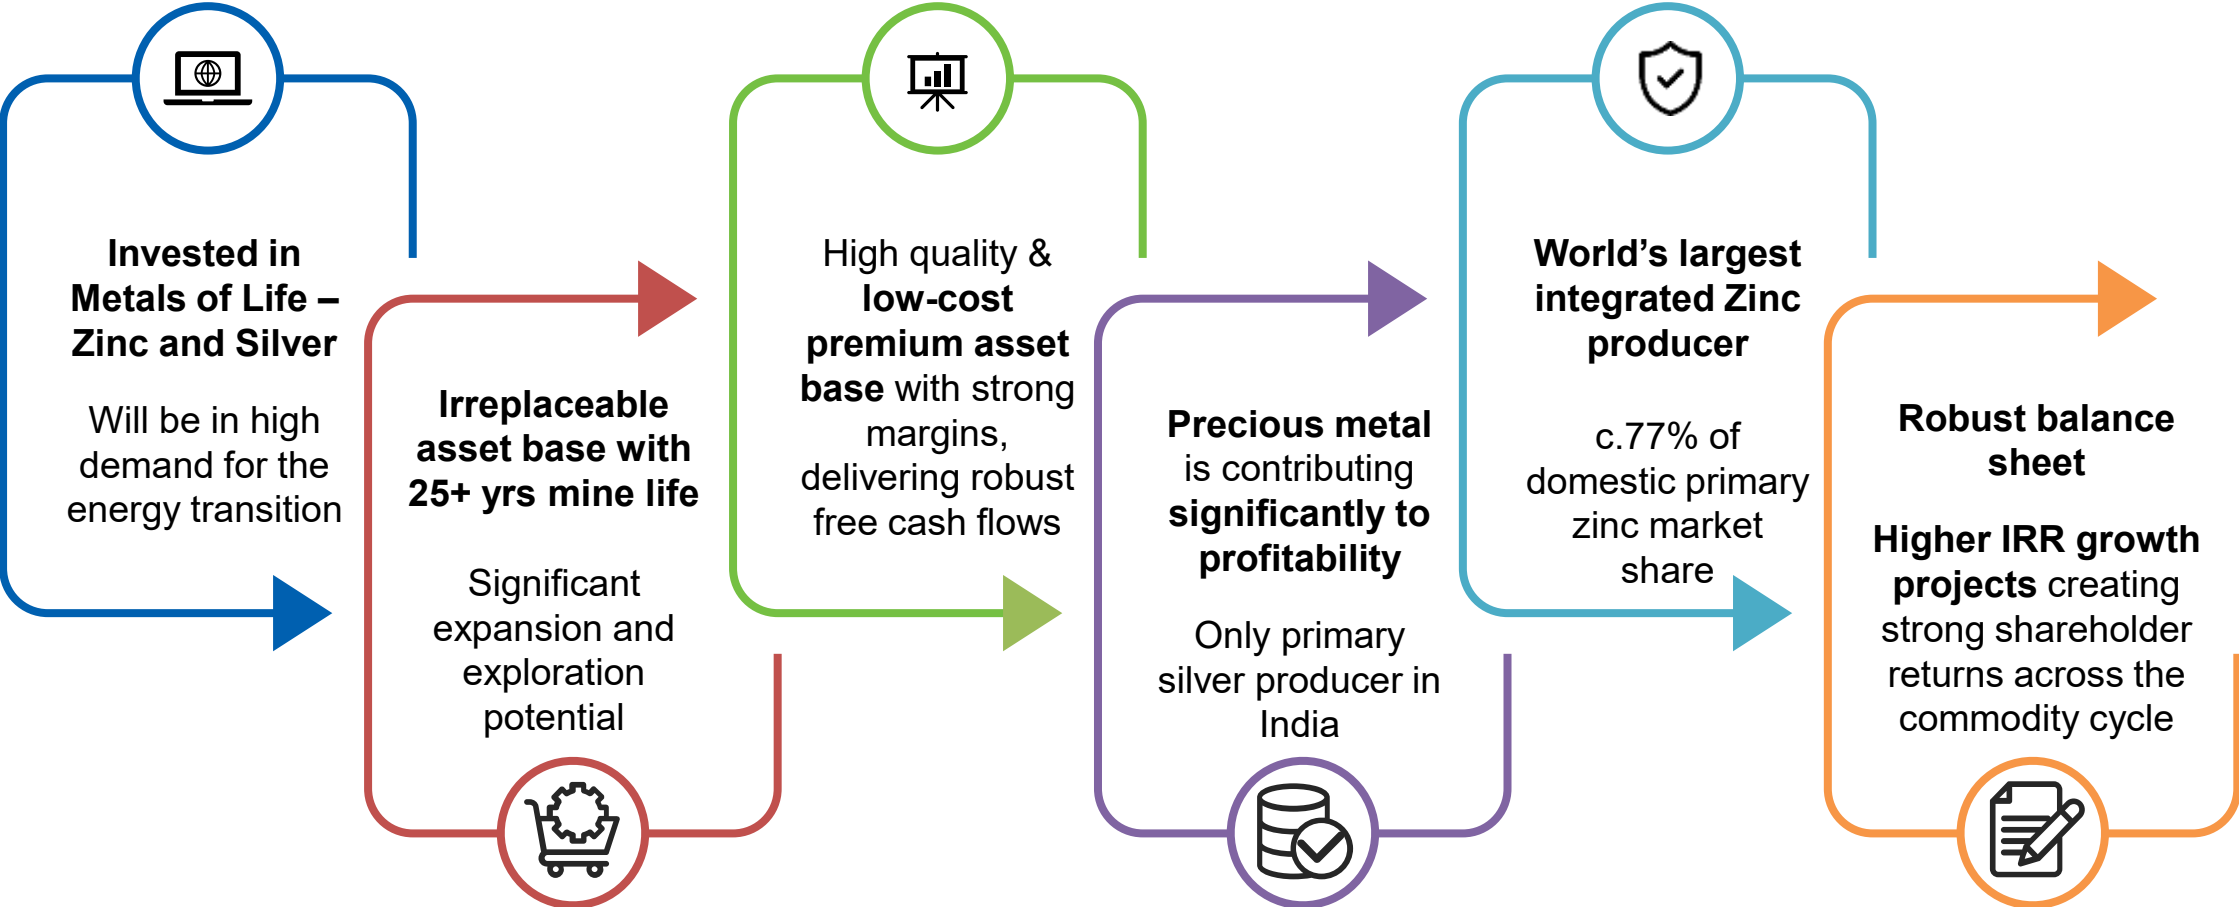 Invested in
Metals of Life –
Zinc and Silver
Will be in high
demand for the
energy transition
Irreplaceable
asset base with
25+ yrs mine life
Significant
expansion and
exploration
potential
High quality &
low-cost
premium asset
base with strong
margins,
delivering robust
free cash flows
Precious metal
is contributing
significantly to
profitability
Only primary
silver producer in
India
World’s largest
integrated Zinc
producer
c.77% of
domestic primary
zinc market
share
Robust balance
sheet
Higher IRR growth
projects creating
strong shareholder
returns across the
commodity cycle